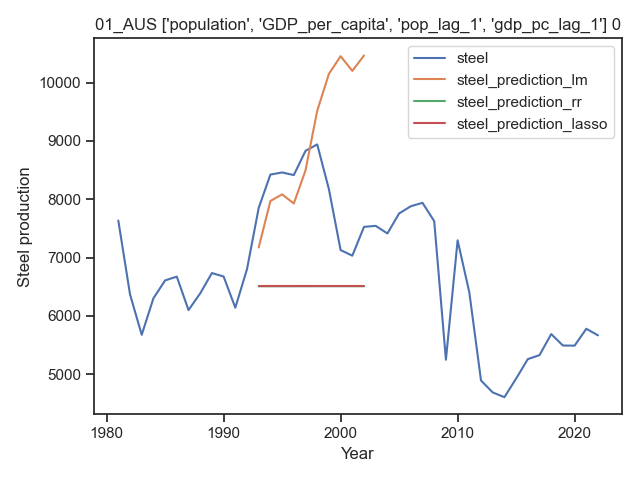 01_AUS ['population', 'GDP_per_capita', 'pop_lag_1', 'gdp_pc_lag_1'] 0
steel
steel_prediction_lm
steel_prediction_rr
steel_prediction_lasso
Steel production
10000
9000
8000
7000
6000
5000
1980
1990
2000
2010
2020
Year